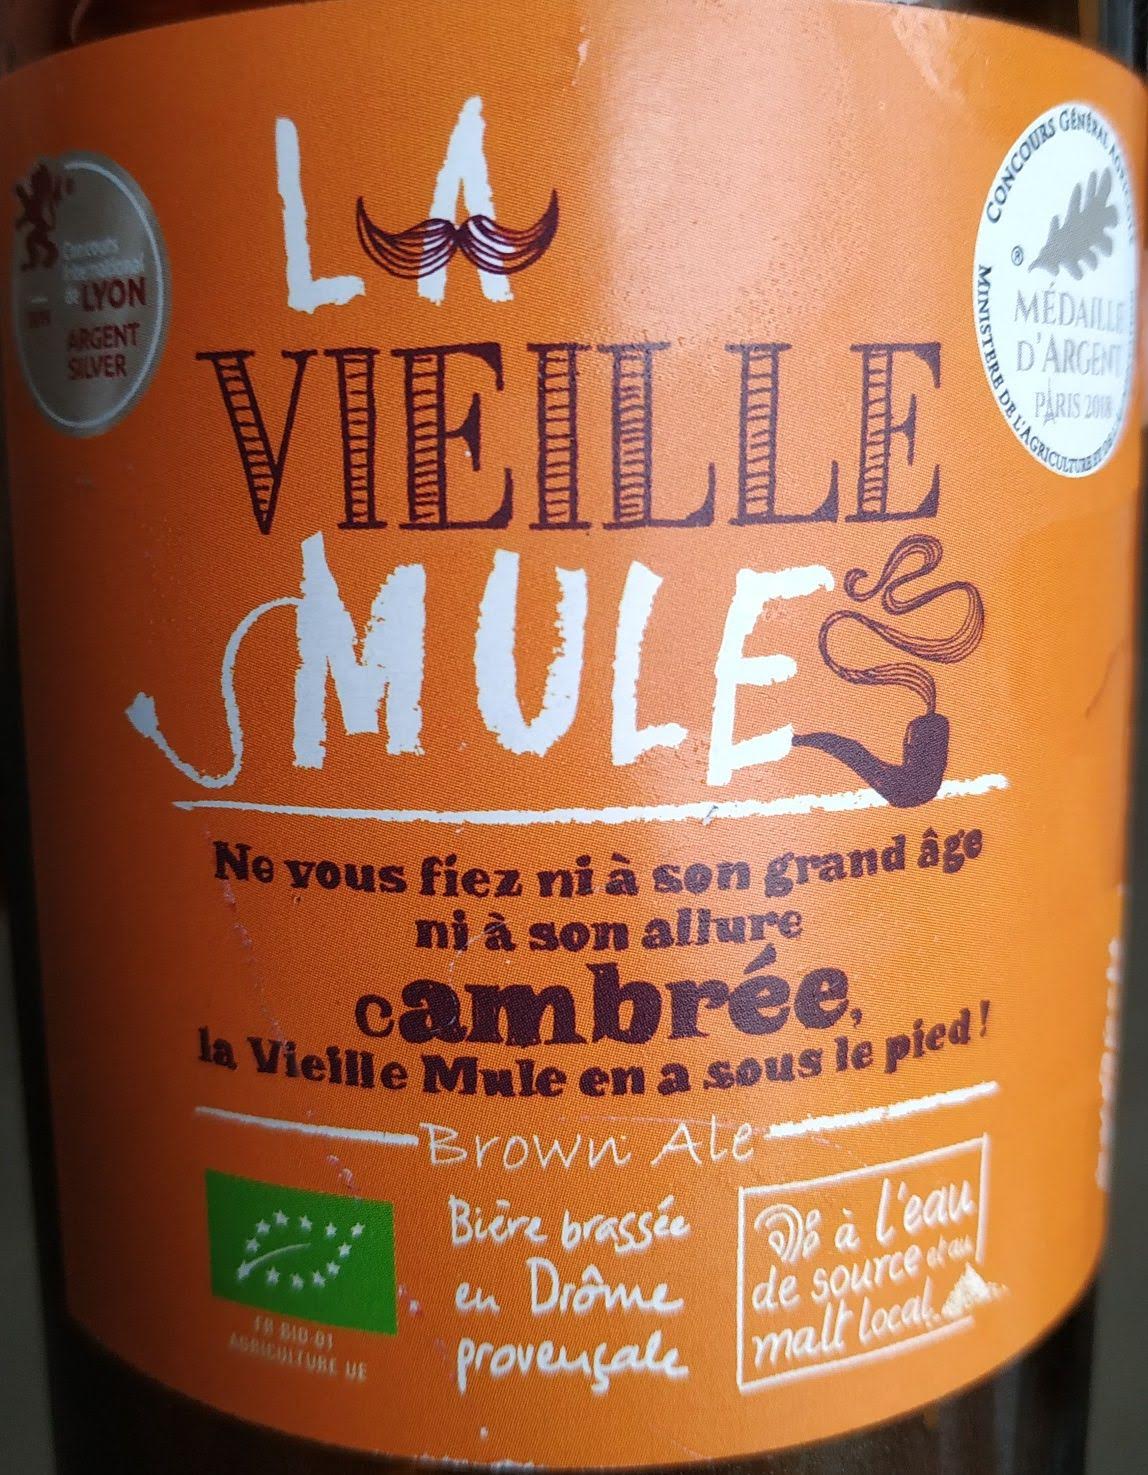 LA
VIEILLE
MULE
Concours
International
de LYON
ARGENT
SILVER
CONCOURS GÉNÉRAL
MÉDAILLE
D'ARGENT
PARIS 2018
MINISTÈRE DE L'AGRICULTURE ET
Ne vous fiez ni à son grand âge
ni à son allure
cambrée,
la Vieille Mule en a sous le pied !
Brown Ale
Bière brassée
en Drôme
provençale
à l'eau
de source et au
malt local
FR-BIO-01
AGRICULTURE UE